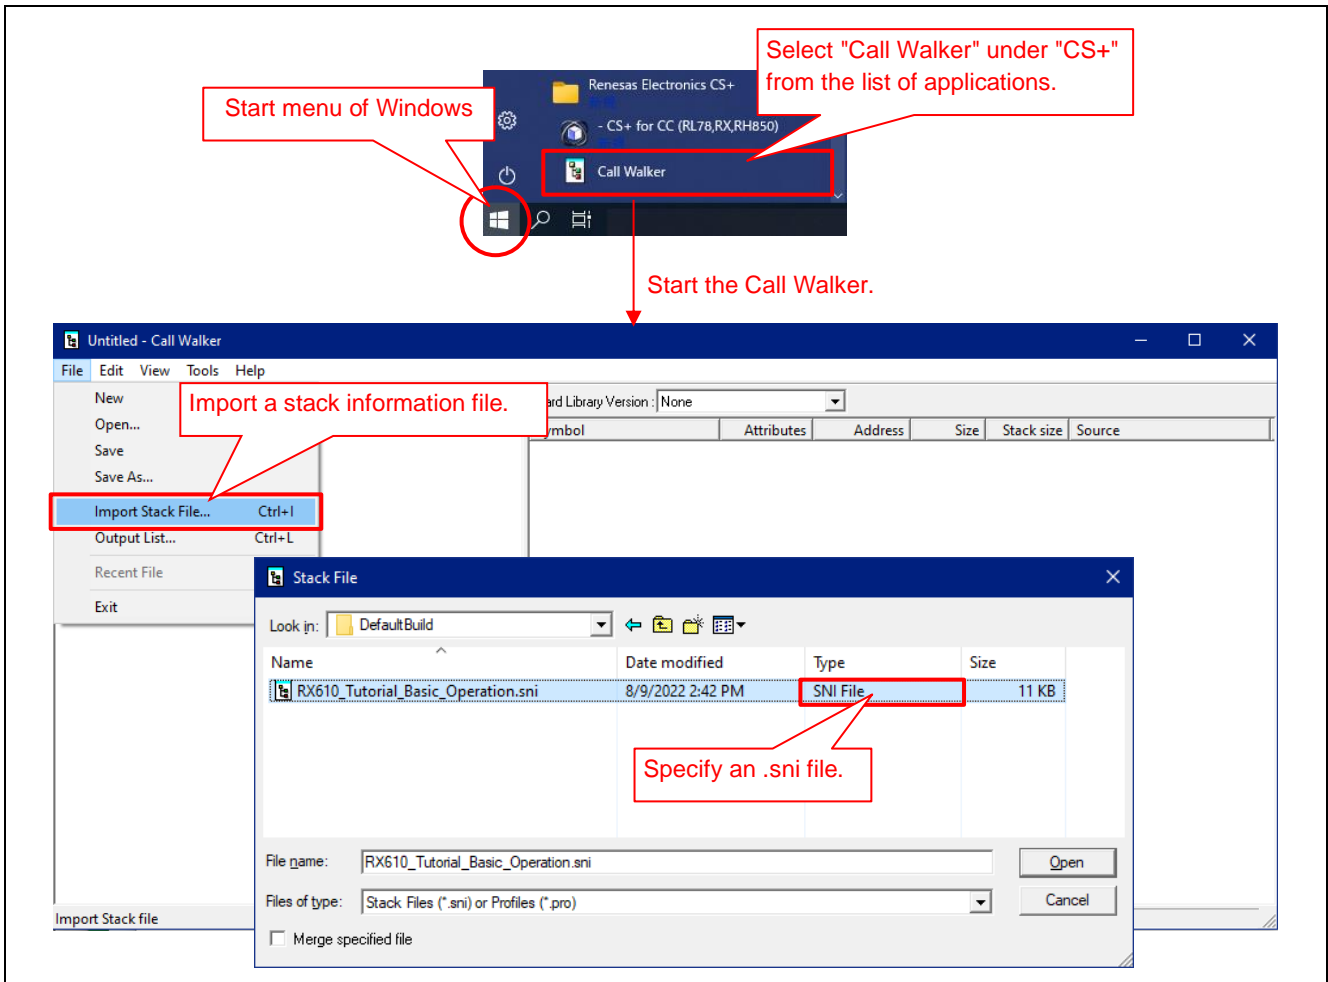 Select "Call Walker" under "CS+"
from the list of applications.
Start menu of Windows
Renesas Electronics CS+
- CS+ for CC (RL78,RX,RH850)
Call Walker
Start the Call Walker.
Untitled - Call Walker
File Edit View Tools Help
New
Open...
Save
Save As...
Import Stack File... Ctrl+I
Output List... Ctrl+L
Recent File
Exit
Import a stack information file.
ard Library Version : None
ymbol Attributes Address Size Stack size Source
Stack File
Look in: DefaultBuild
Name Date modified Type Size
RX610_Tutorial_Basic_Operation.sni 8/9/2022 2:42 PM SNI File 11 KB
Specify an .sni file.
File name: RX610_Tutorial_Basic_Operation.sni Open
Files of type: Stack Files (*.sni) or Profiles (*.pro) Cancel
Merge specified file
Import Stack file